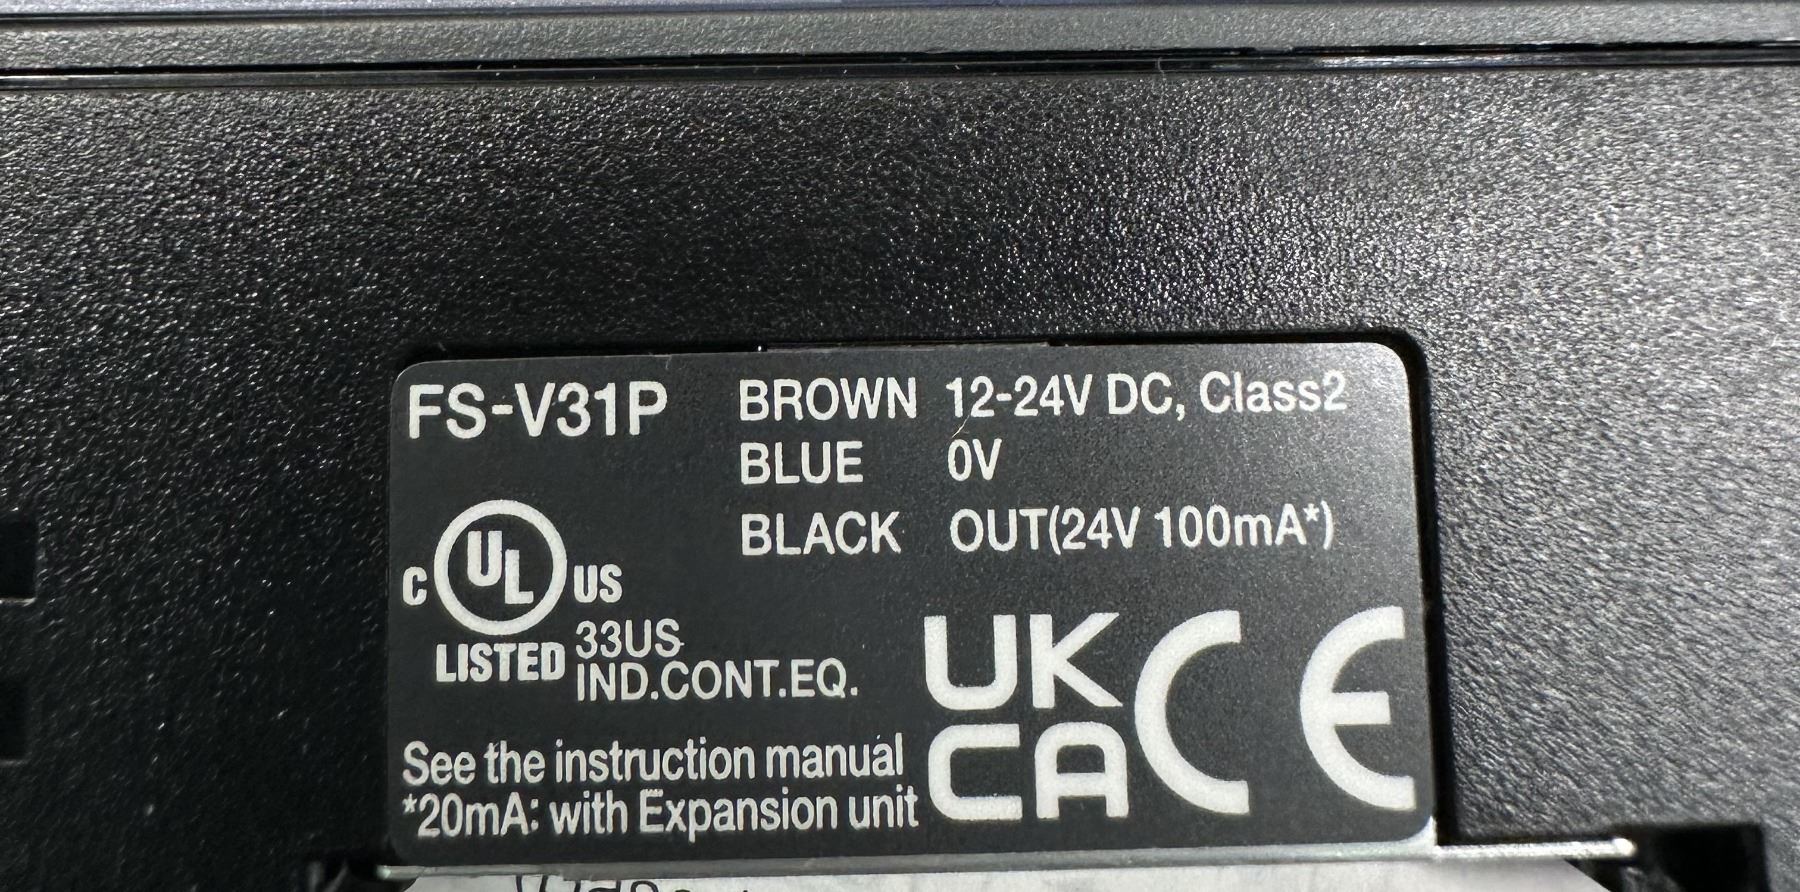 FS-V31P
BROWN 12-24V DC, Class2
BLUE 0V
BLACK OUT(24V 100mA*)
C UL US
LISTED
33US
IND.CONT.EQ.
UK
CA
CE
See the instruction manual
*20mA: with Expansion unit